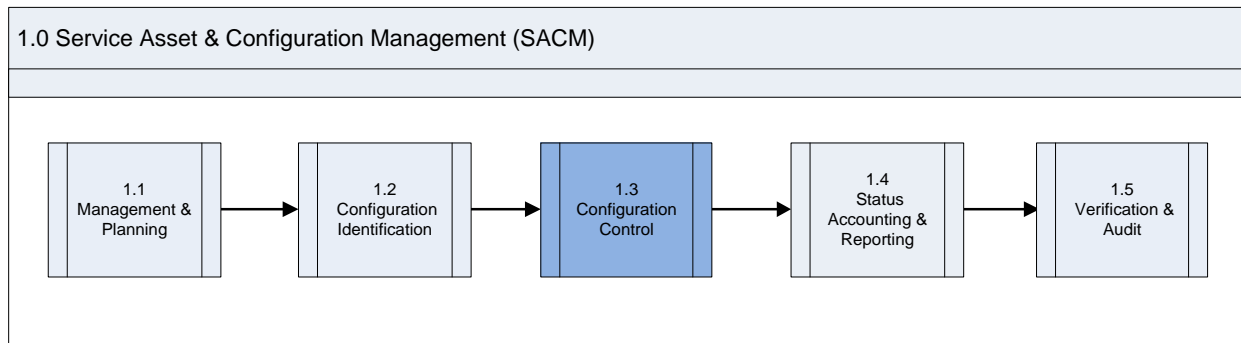 1.0 Service Asset & Configuration Management (SACM)
1.1
Management &
Planning
1.2
Configuration
Identification
1.3
Configuration
Control
1.4
Status
Accounting &
Reporting
1.5
Verification &
Audit